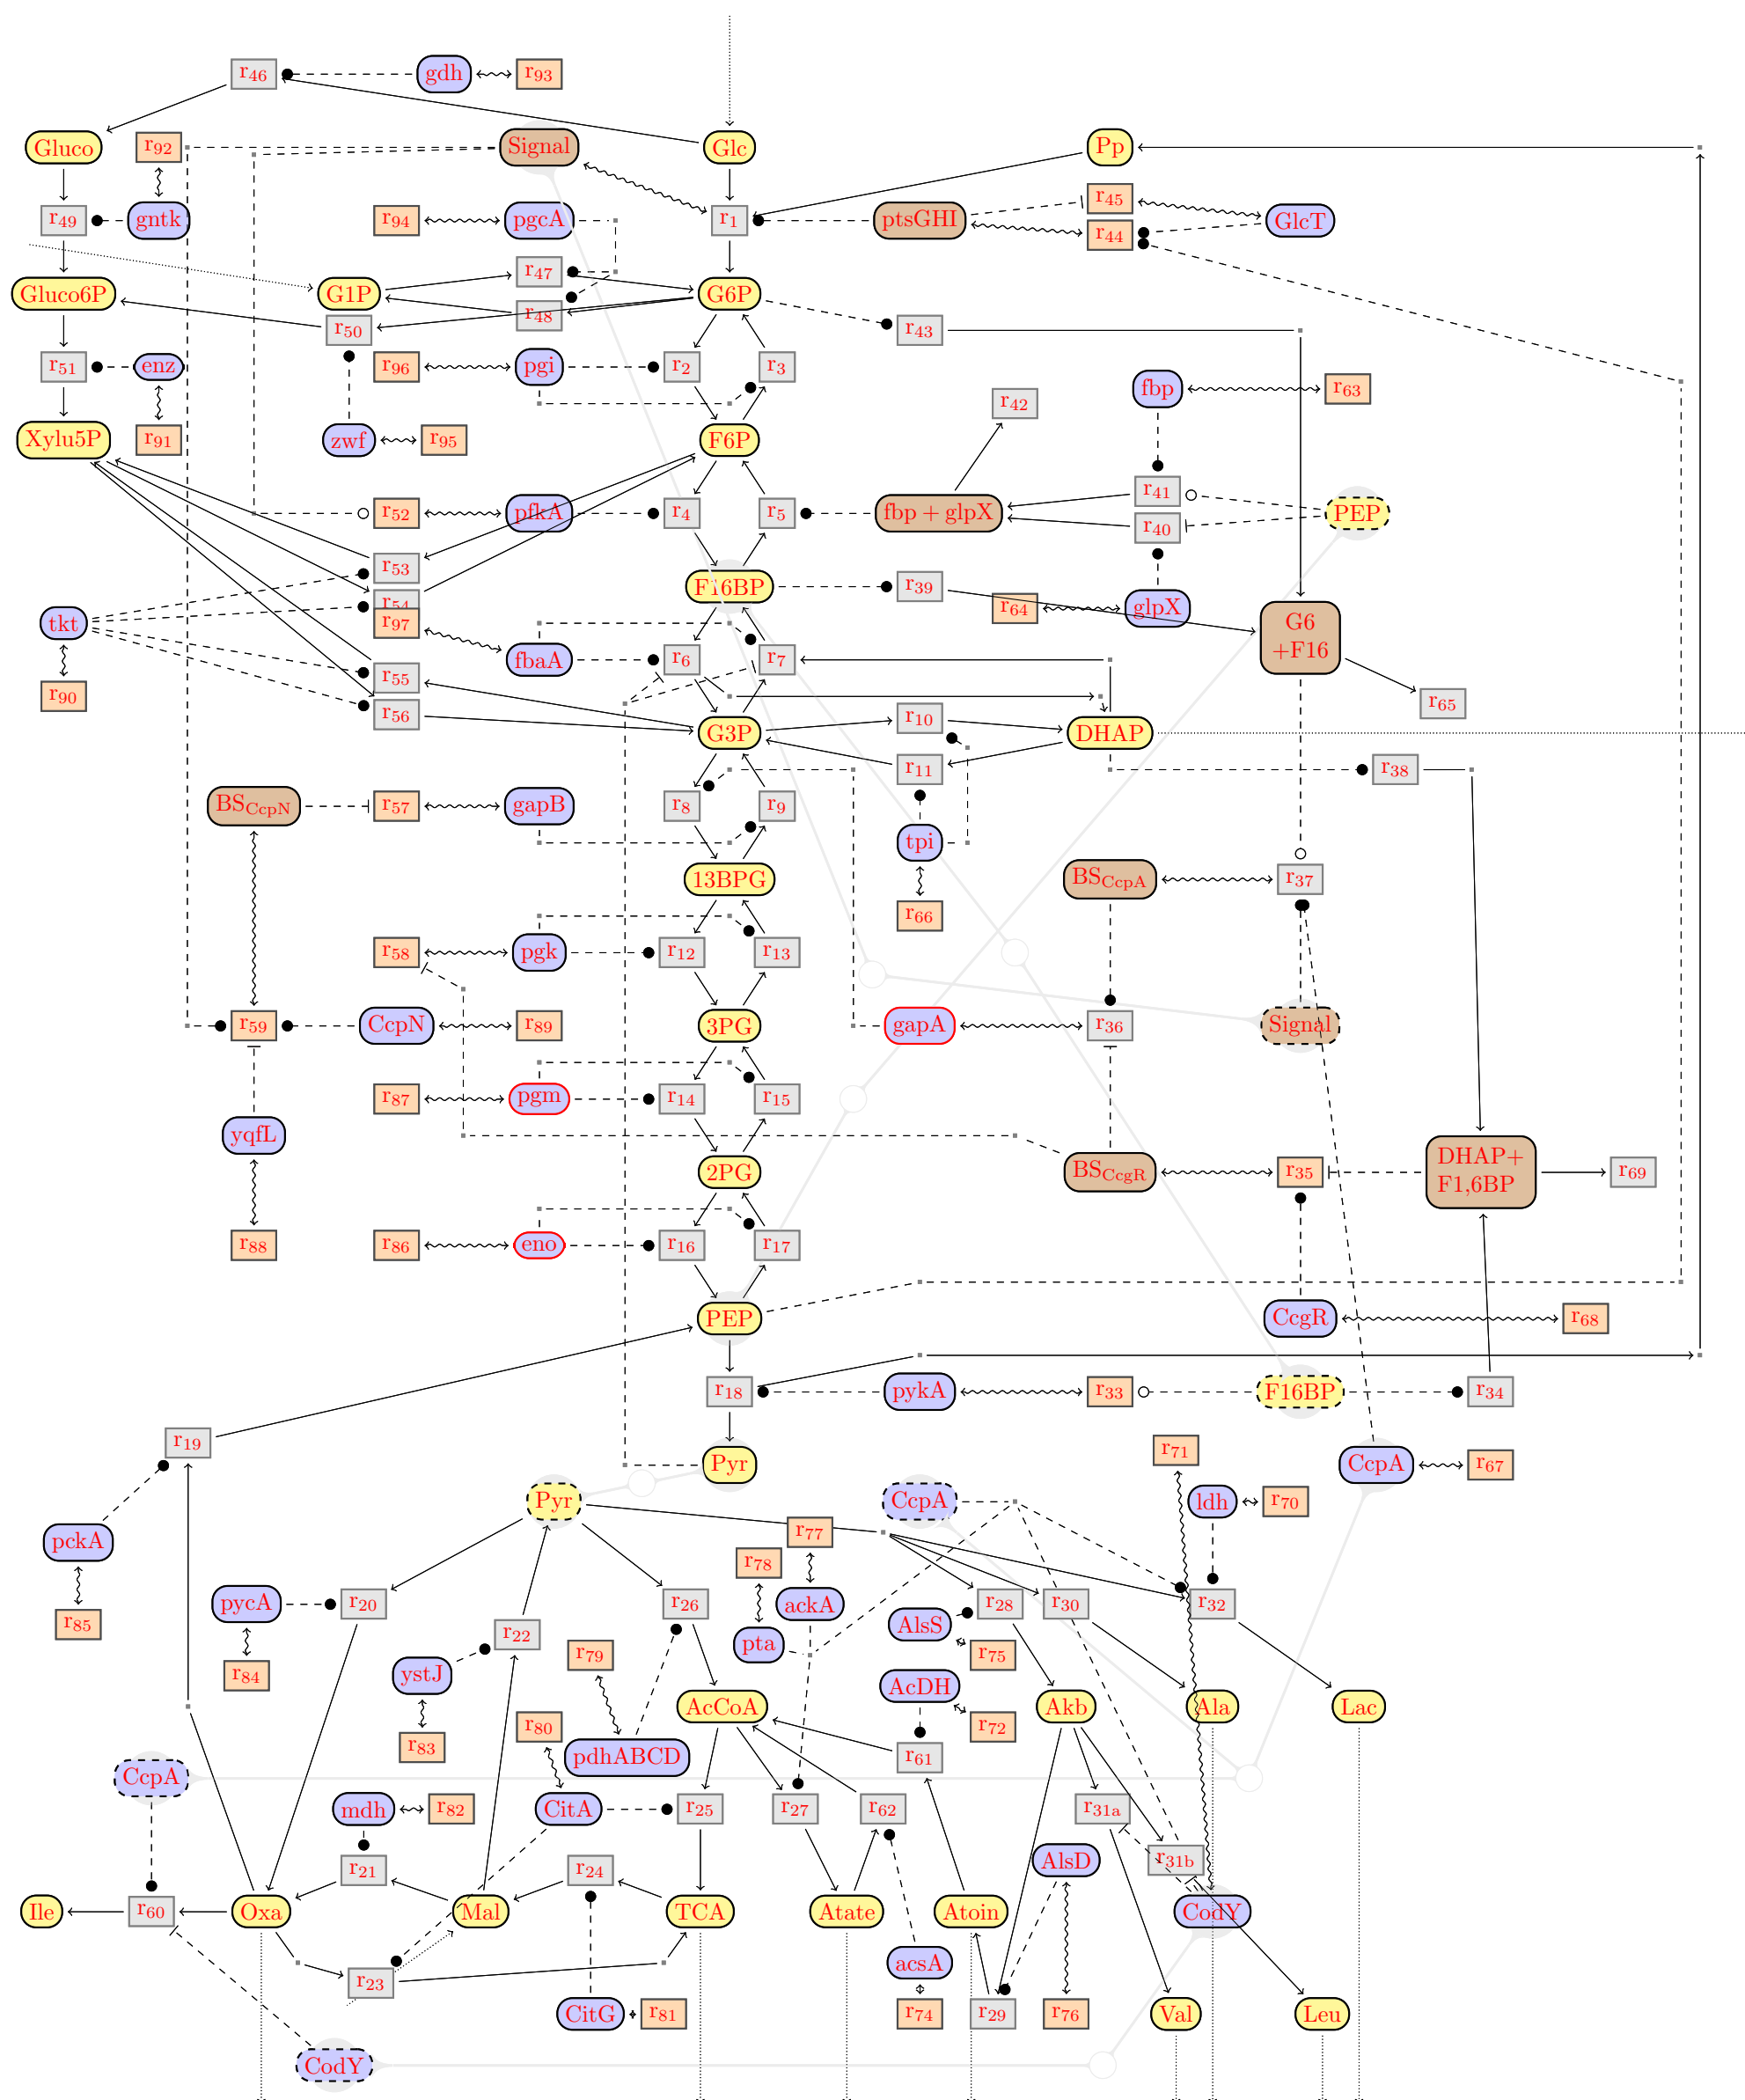 r46 gdh r93
Gluco r92 Signal Glc Pp
r45
r49 gntk r94 pgcA r1 ptsGHI GlcT
r44
r47
Gluco6P G1P G6P
r48
r50 r43
r51 enz r96 pgi r2 r3
fbp r63
r42
Xylu5P r91 zwf r95 F6P
r41
r52 pfkA r4 r5 fbp + glpX PEP
r40
r53
F16BP r39
r54 r64 glpX
tkt r97 G6
+F16
fbaA r6 r7
r55
r90 r65
r56 r10
G3P DHAP
r11 r38
BSCcpN r57 gapB r8 r9
tpi
13BPG BSCcpA r37
r66
r58 pgk r12 r13
r59 CcpN r89 3PG gapA r36 Signal
r87 pgm r14 r15
yqfL
2PG BSCcgR r35 DHAP+
F1,6BP
r69
r88 r86 eno r16 r17
PEP CcgR r68
r18 pykA r33 F16BP r34
r19 r71
Pyr CcpA r67
Pyr CcpA ldh r70
pckA r77
r78
pycA r20 r26 ackA r28 r30 r32
r85 AlsS
r22 pta
r79 r75
r84 ystJ AcDH
AcCoA Akb Ala Lac
r80 r72
r83 pdhABCD r61
CcpA
mdh r82 CitA r25 r27 r62 r31a
r21 r24 AlsD r31b
Ile r60 Oxa Mal TCA Atate Atoin CodY
acsA
r23
CitG r81 r74 r29 r76 Val Leu
CodY